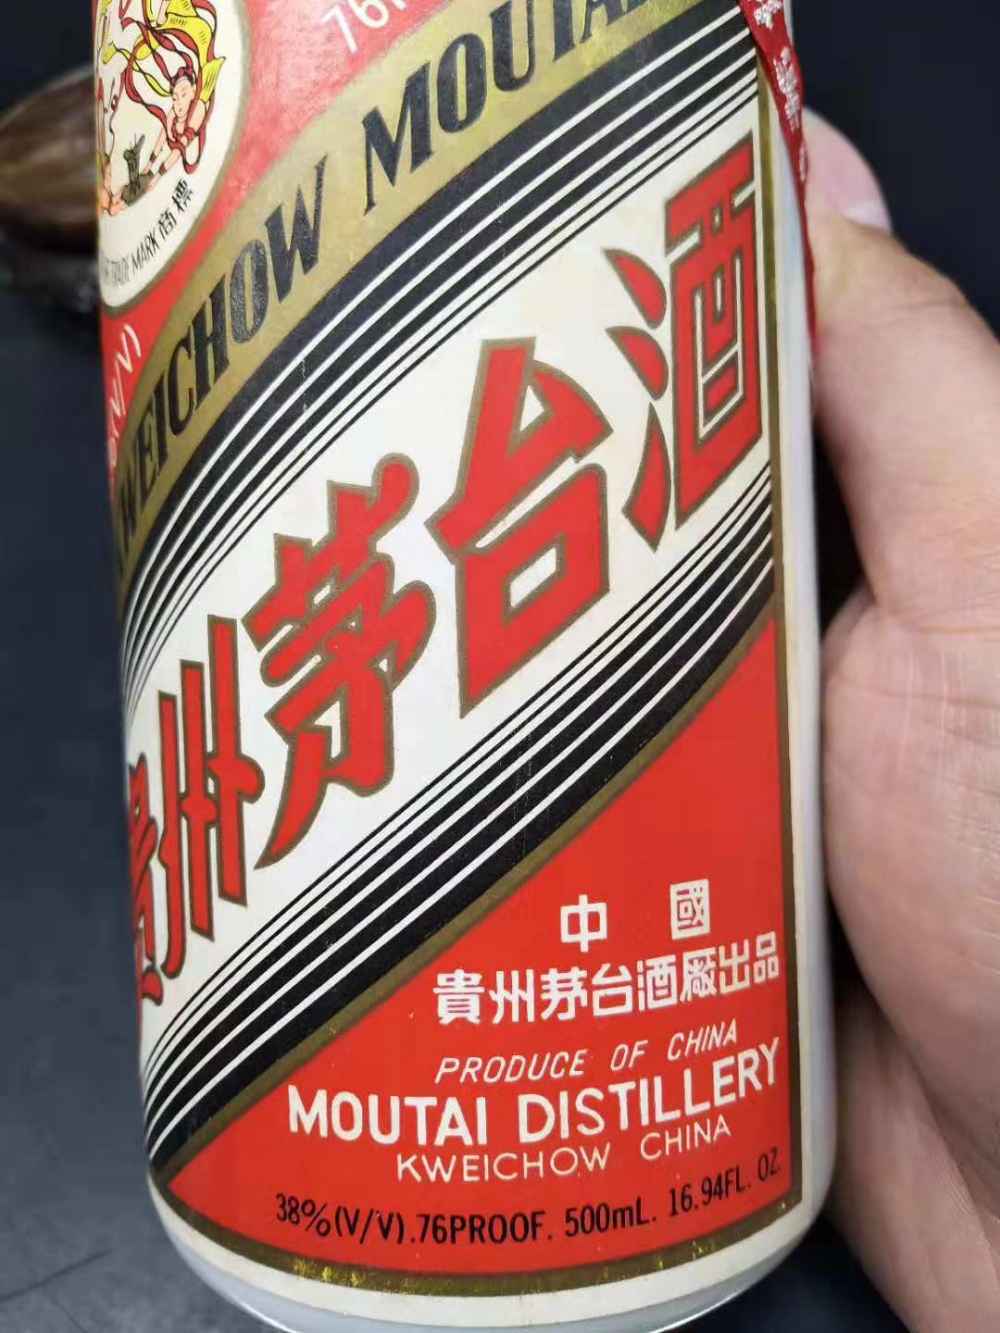 TRADE MARK 商標
KWEICHOW MOUTAI
貴州茅台酒
中國
貴州茅台酒廠出品
PRODUCE OF CHINA
MOUTAI DISTILLERY
KWEICHOW CHINA
38%(V/V).76PROOF. 500mL. 16.94FL. OZ.